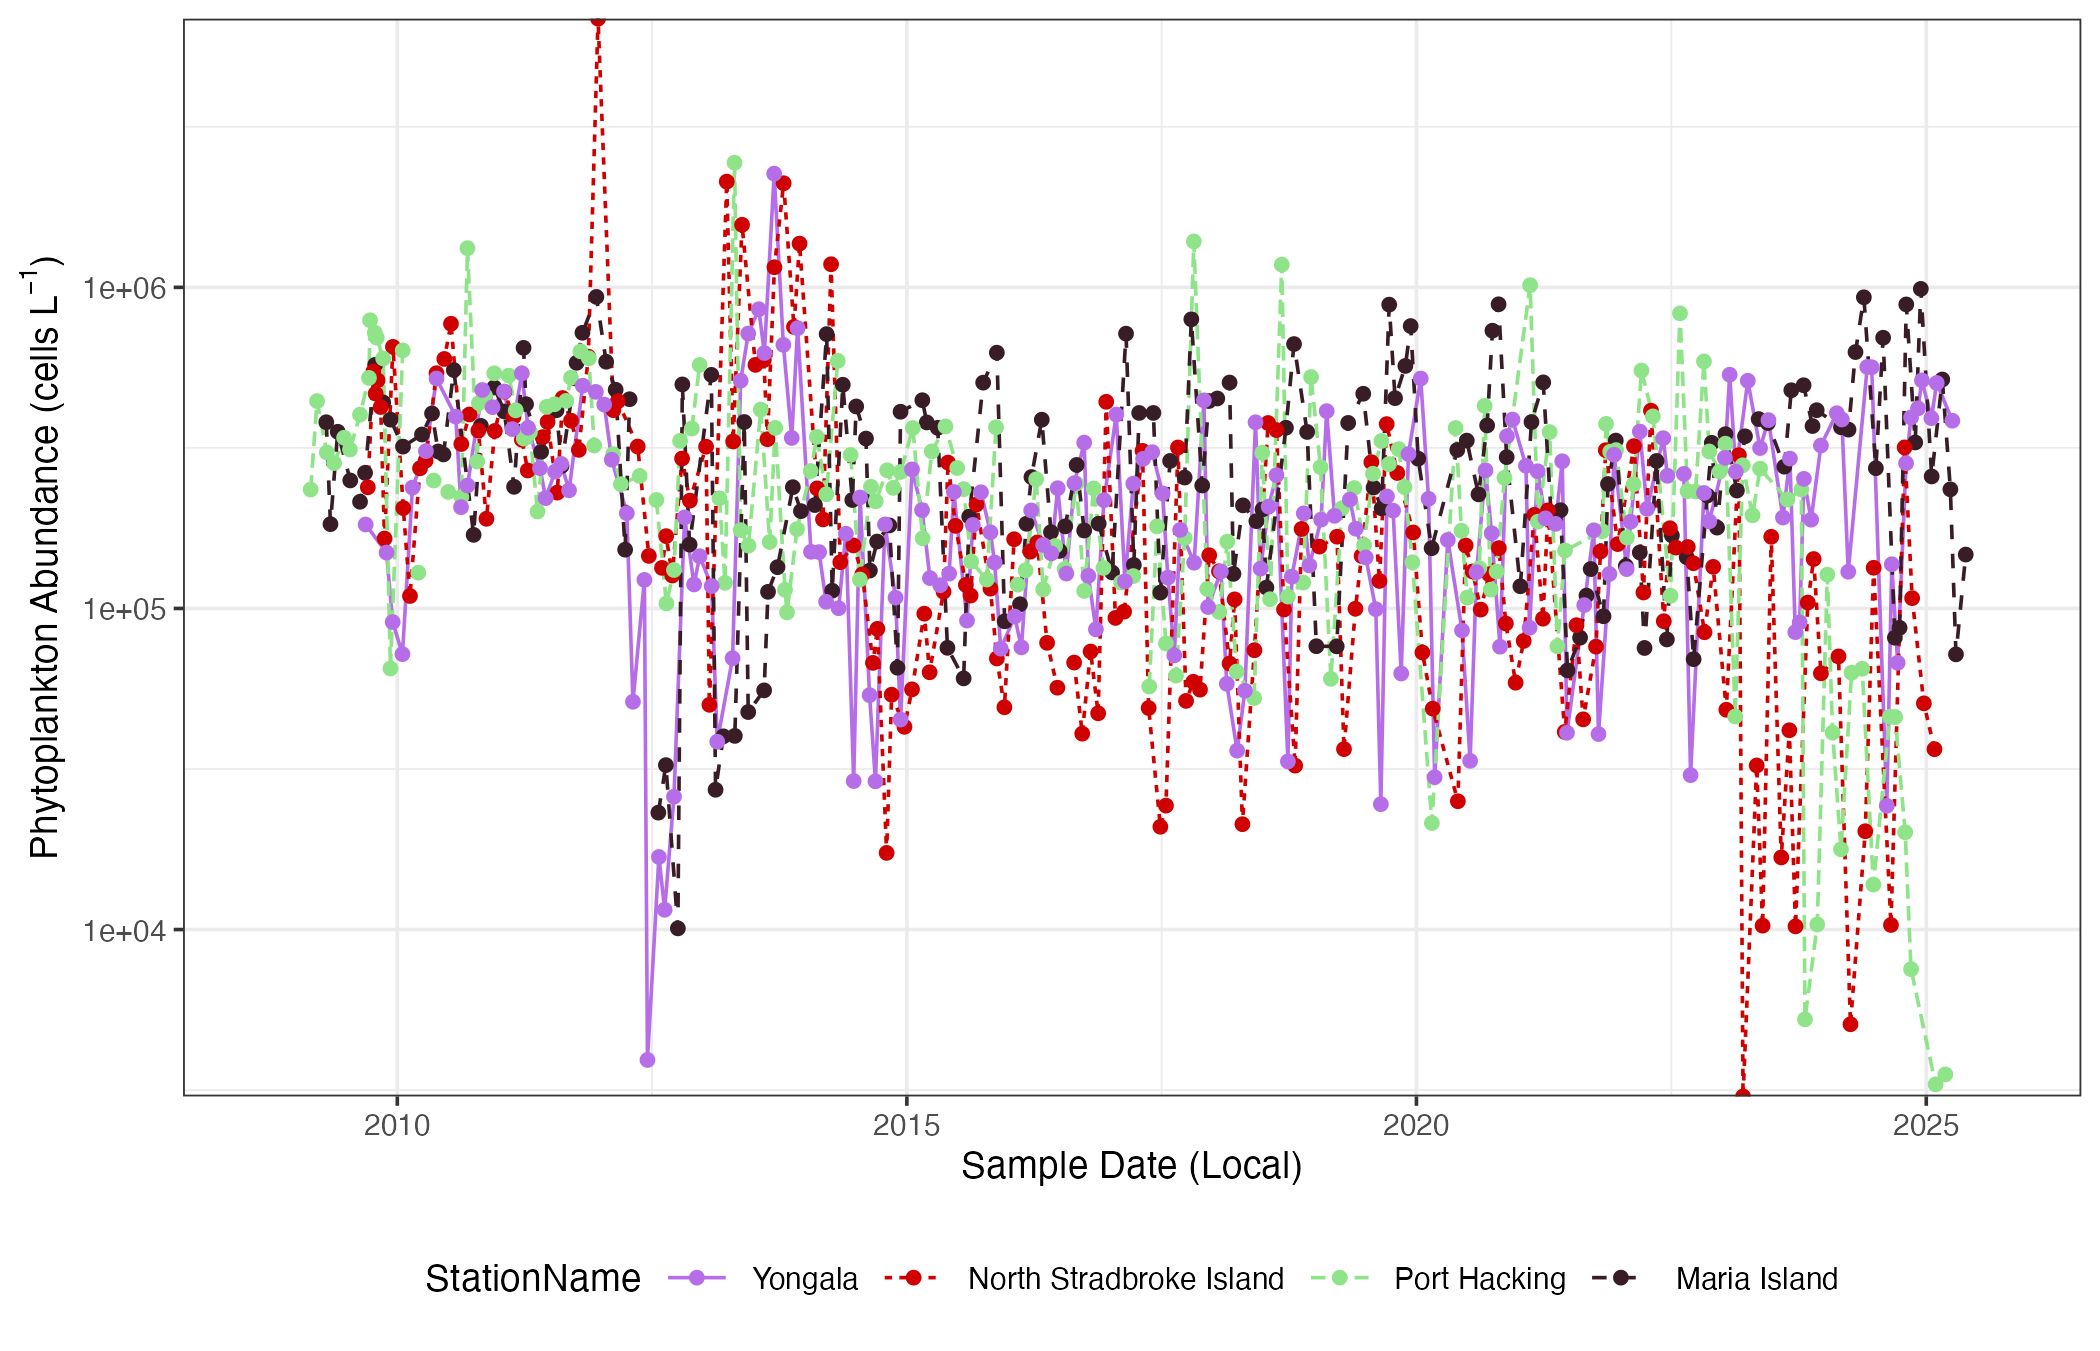 Phytoplankton Abundance (cells L⁻¹)
1e+06
1e+05
1e+04
2010 2015 2020 2025
Sample Date (Local)
StationName Yongala North Stradbroke Island Port Hacking Maria Island